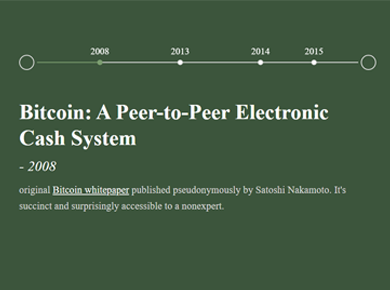 2008 2013 2014 2015
Bitcoin: A Peer-to-Peer Electronic
Cash System
- 2008
original Bitcoin whitepaper published pseudonymously by Satoshi Nakamoto. It's
succinct and surprisingly accessible to a nonexpert.